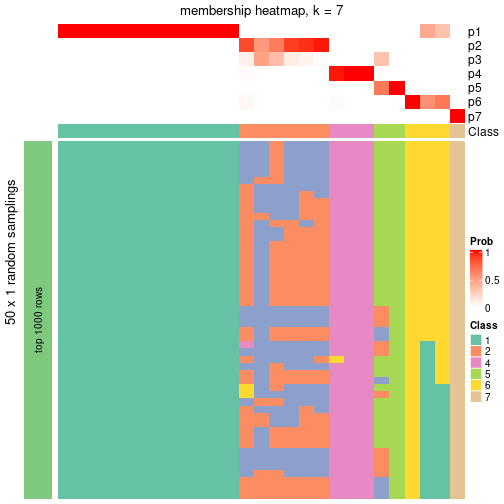 membership heatmap, k = 7
p1
p2
p3
p4
p5
p6
p7
Class
50 x 1 random samplings
top 1000 rows
Prob
1
0.5
0
Class
1
2
4
5
6
7